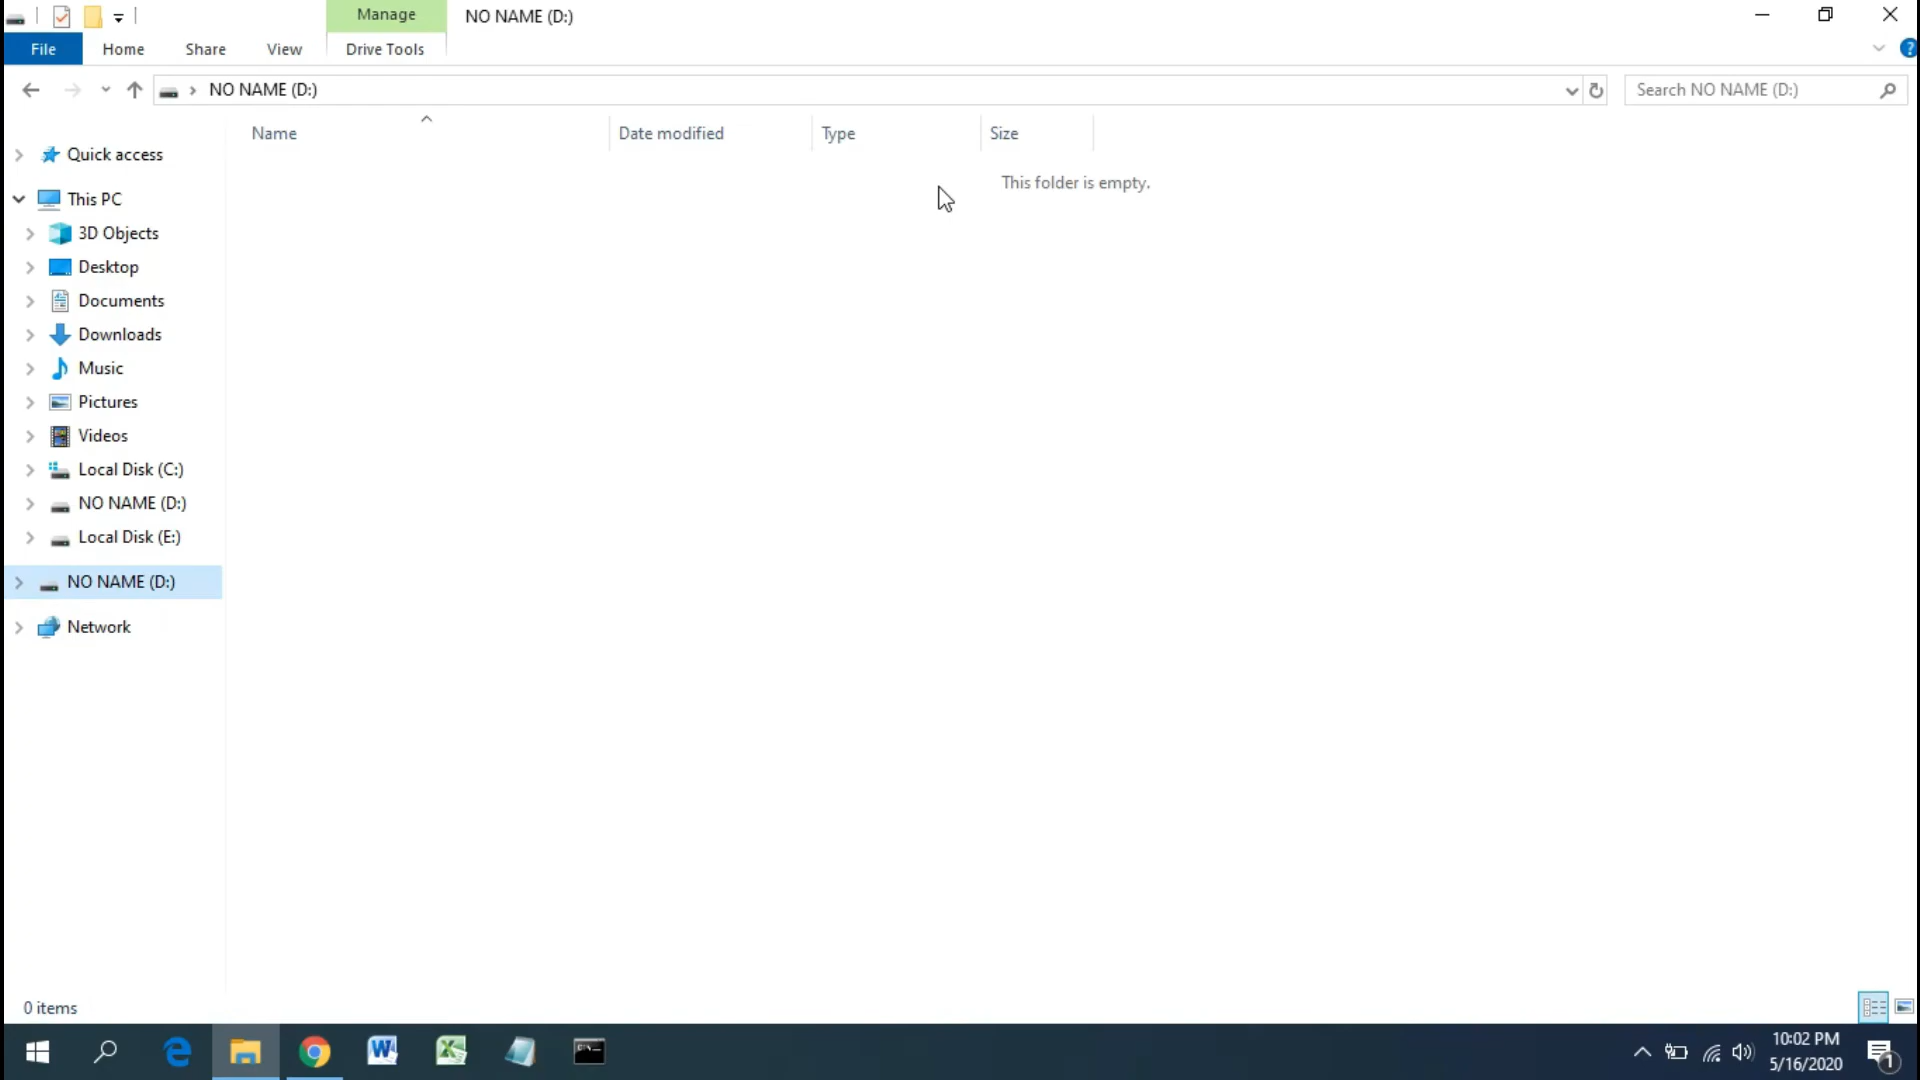 Manage
NO NAME (D:)
File
Home
Share
View
Drive Tools
?
NO NAME (D:)
Search NO NAME (D:)
Name
Date modified
Type
Size
This folder is empty.
Quick access
This PC
3D Objects
Desktop
Documents
Downloads
Music
Pictures
Videos
Local Disk (C:)
NO NAME (D:)
Local Disk (E:)
NO NAME (D:)
Network
0 items
10:02 PM
5/16/2020
1